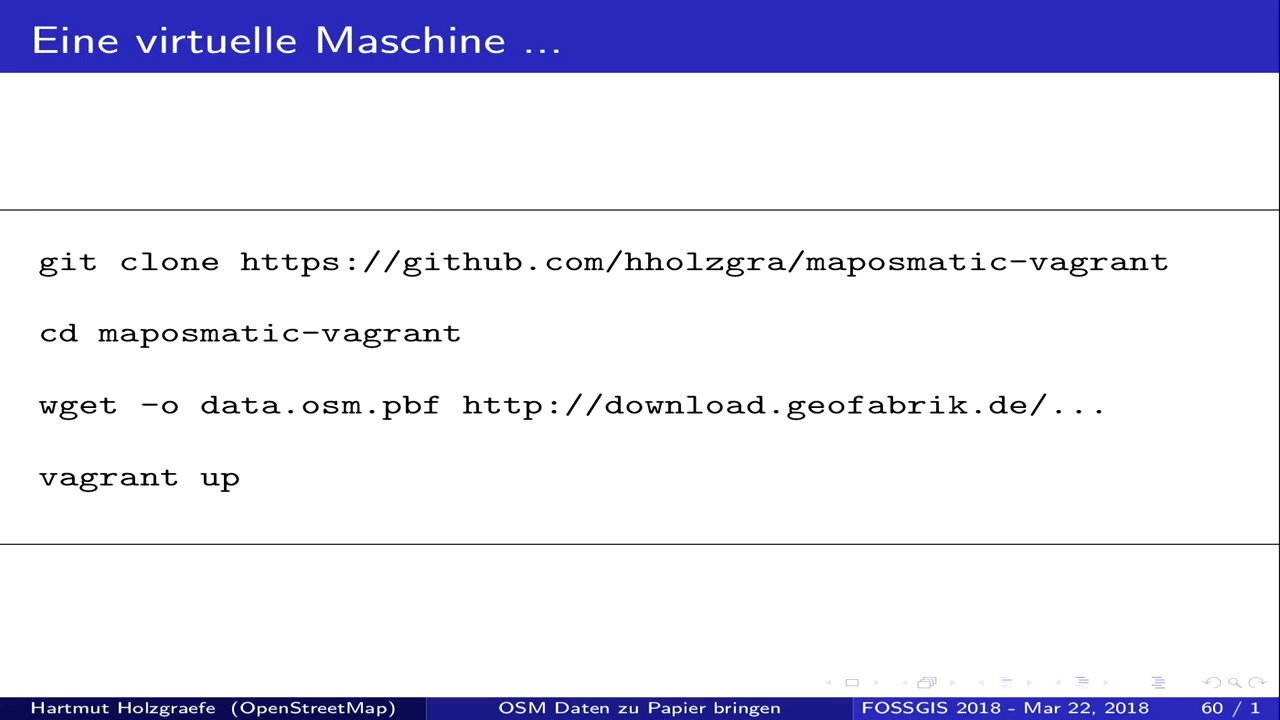 Eine virtuelle Maschine ...
git clone https://github.com/hholzgra/maposmatic-vagrant
cd maposmatic-vagrant
wget -o data.osm.pbf http://download.geofabrik.de/...
vagrant up
Hartmut Holzgraefe (OpenStreetMap) OSM Daten zu Papier bringen FOSSGIS 2018 - Mar 22, 2018 60 / 1